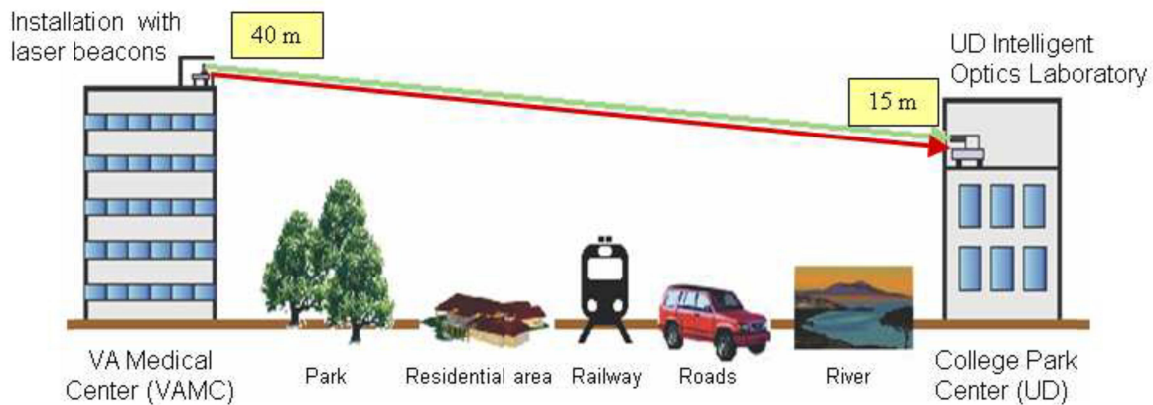 Installation with
laser beacons
40 m
UD Intelligent
Optics Laboratory
15 m
VA Medical
Center (VAMC)
Park
Residential area
Railway
Roads
River
College Park
Center (UD)